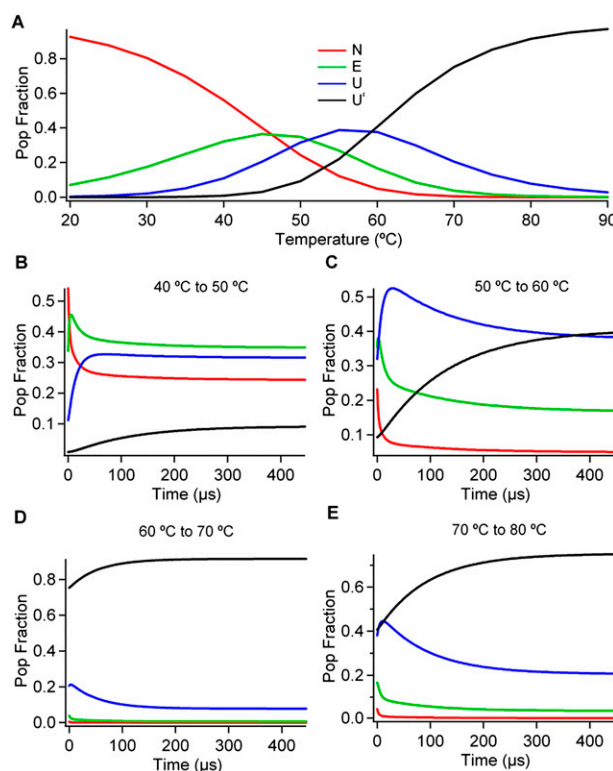 A
N
E
U
U'
Pop Fraction
0.8
0.6
0.4
0.2
0.0
20 30 40 50 60 70 80 90
Temperature (ºC)
B
40 ºC to 50 ºC
Pop Fraction
0.5
0.4
0.3
0.2
0.1
0 100 200 300 400
Time (µs)
C
50 ºC to 60 ºC
Pop Fraction
0.5
0.4
0.3
0.2
0.1
0 100 200 300 400
Time (µs)
D
60 ºC to 70 ºC
Pop Fraction
0.8
0.6
0.4
0.2
0.0
0 100 200 300 400
Time (µs)
E
70 ºC to 80 ºC
Pop Fraction
0.6
0.4
0.2
0.0
0 100 200 300 400
Time (µs)